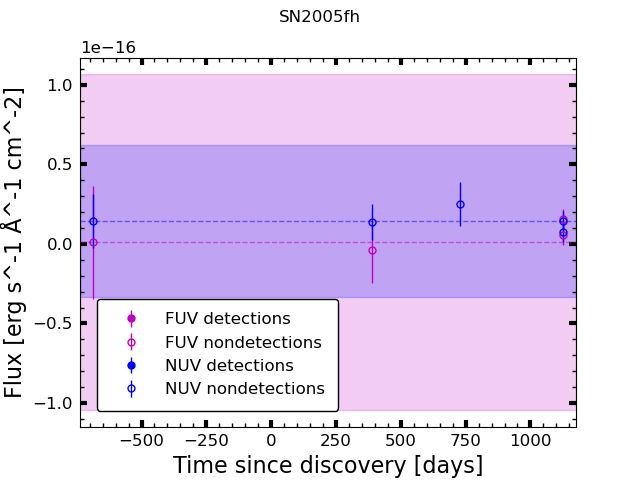 SN2005fh
1e−16
1.0
0.5
0.0
−0.5
−1.0
Flux [erg s^-1 Å^-1 cm^-2]
FUV detections
FUV nondetections
NUV detections
NUV nondetections
−500 −250 0 250 500 750 1000
Time since discovery [days]